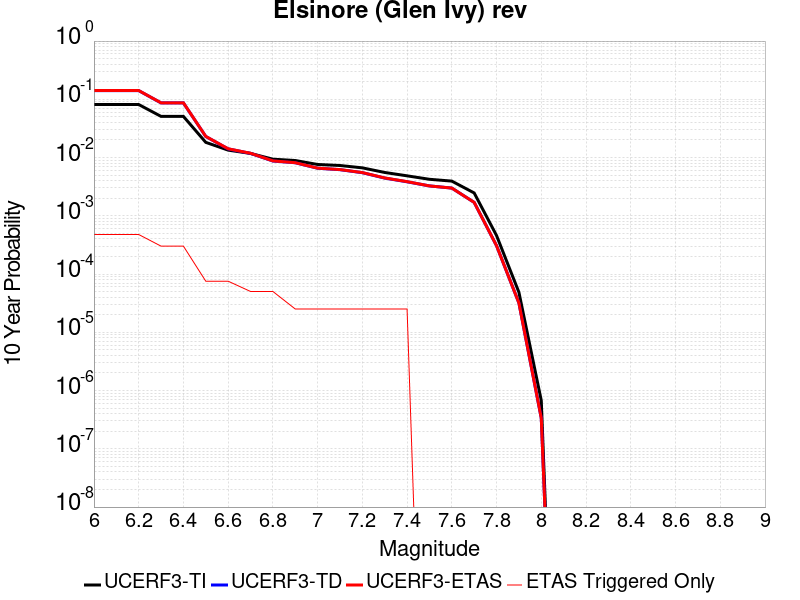 Elsinore (Glen Ivy) rev
10 0
10 -1
10 -2
10 -3
10 -4
10 -5
10 -6
10 -7
10 -8
10 Year Probability
6 6.2 6.4 6.6 6.8 7 7.2 7.4 7.6 7.8 8 8.2 8.4 8.6 8.8 9
Magnitude
UCERF3-TI UCERF3-TD UCERF3-ETAS ETAS Triggered Only